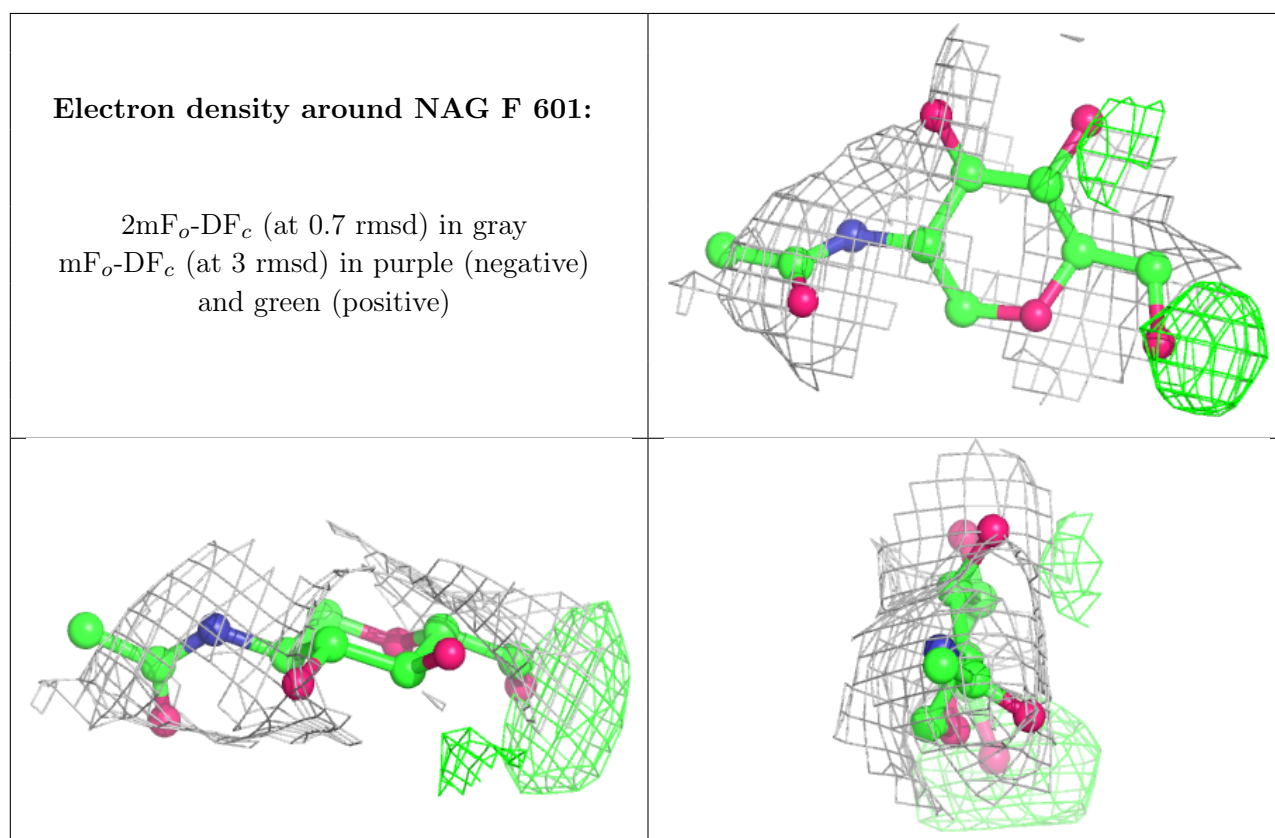 Electron density around NAG F 601:
2mFₒ-DF𝒸 (at 0.7 rmsd) in gray
mFₒ-DF𝒸 (at 3 rmsd) in purple (negative)
and green (positive)